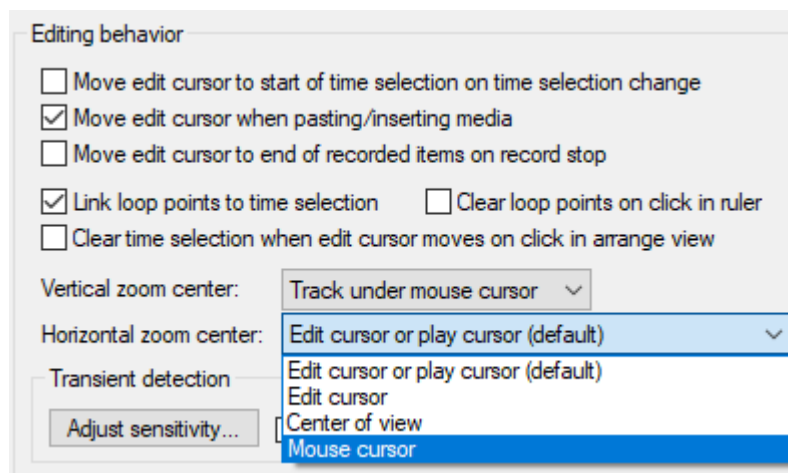 Editing behavior
Move edit cursor to start of time selection on time selection change
Move edit cursor when pasting/inserting media
Move edit cursor to end of recorded items on record stop
Link loop points to time selection Clear loop points on click in ruler
Clear time selection when edit cursor moves on click in arrange view
Vertical zoom center: Track under mouse cursor
Horizontal zoom center: Edit cursor or play cursor (default)
Edit cursor or play cursor (default)
Transient detection
Edit cursor
Center of view
Adjust sensitivity...
Mouse cursor